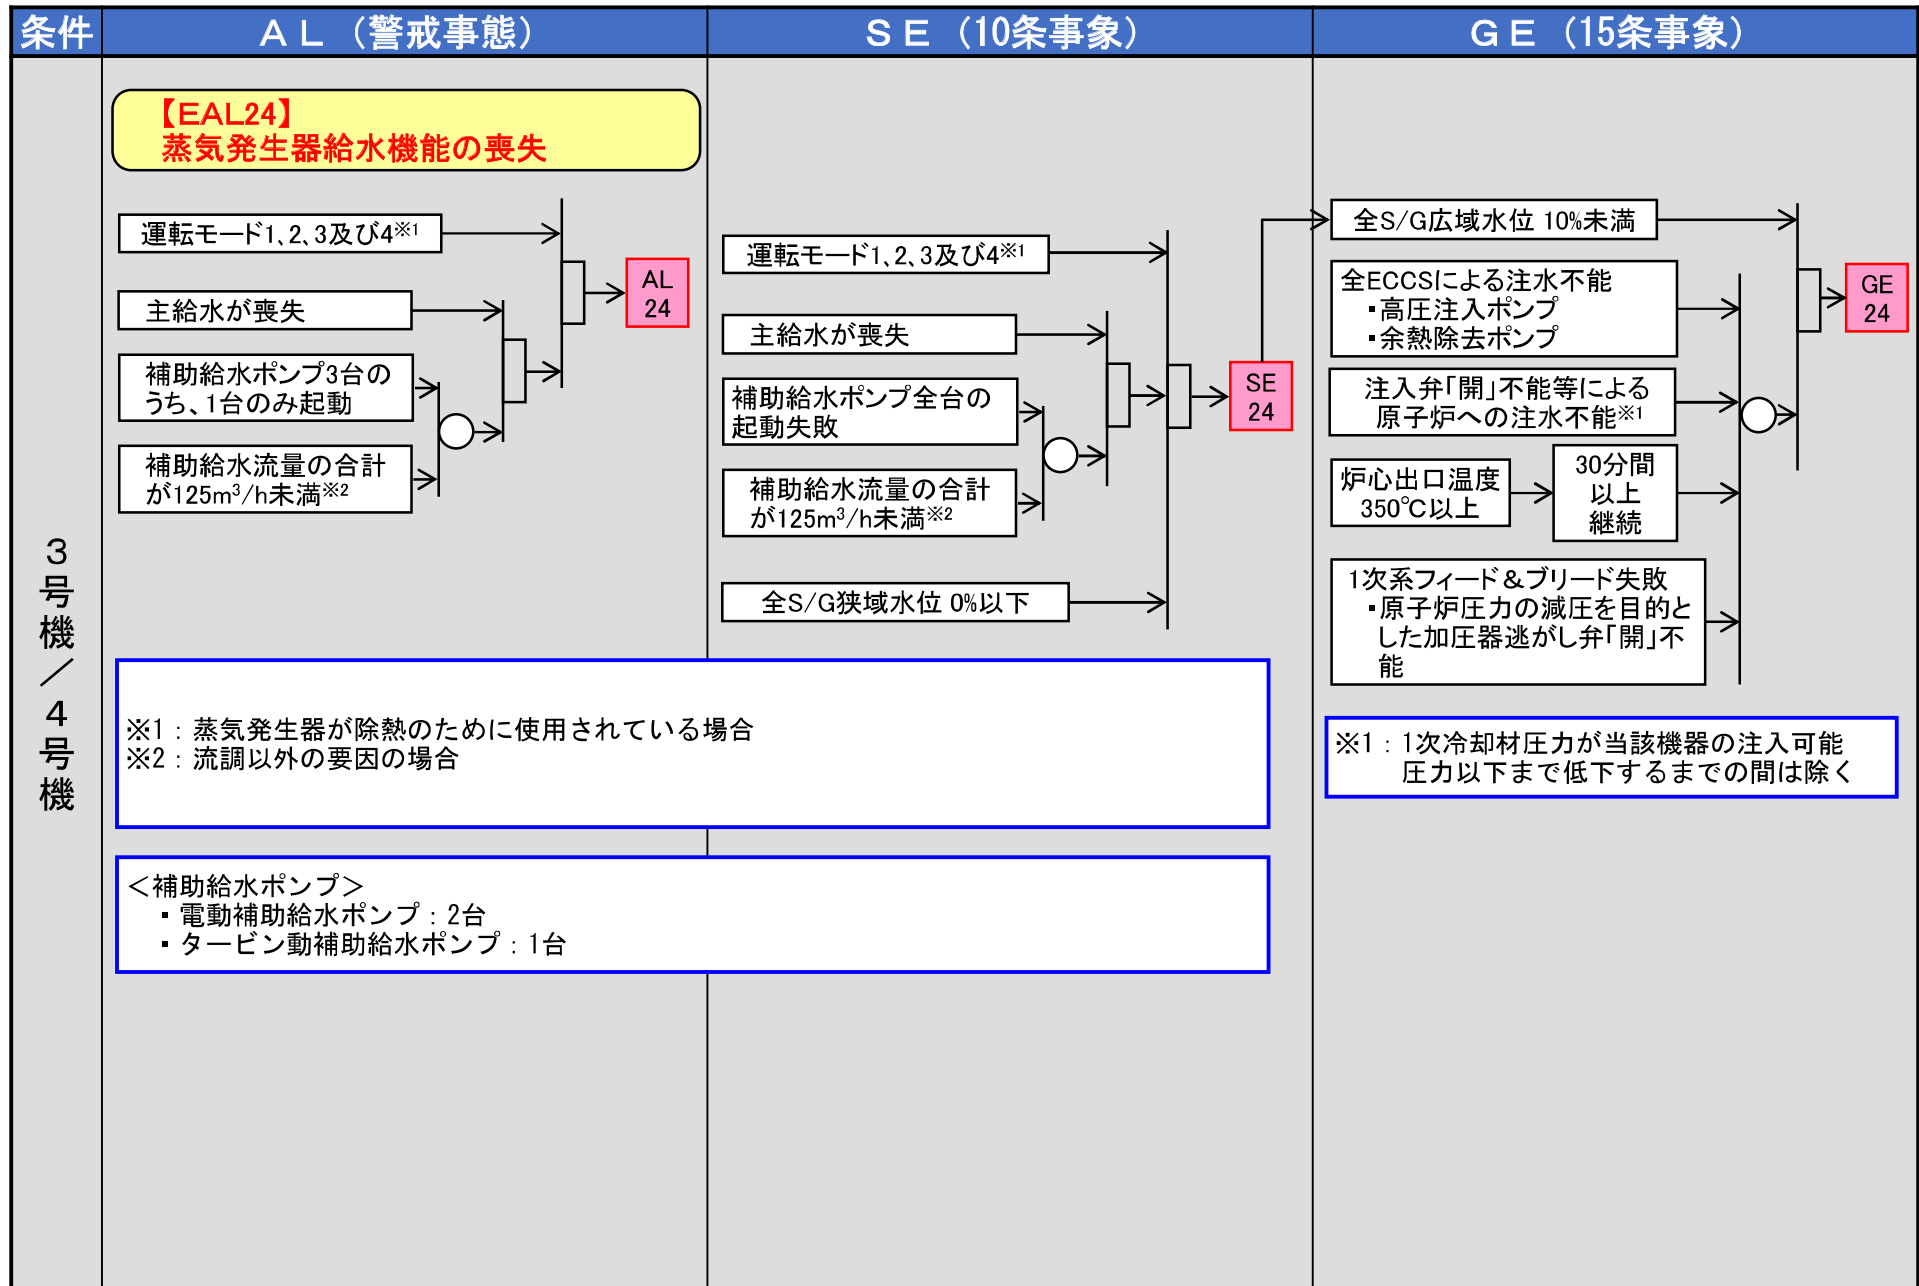 条件
ＡＬ（警戒事態）
ＳＥ（10条事象）
ＧＥ（15条事象）
３号機／４号機
【EAL24】
蒸気発生器給水機能の喪失
運転モード1、2、3及び4※1
主給水が喪失
補助給水ポンプ3台の
うち、1台のみ起動
補助給水流量の合計
が125m³/h未満※2
AL
24
運転モード1、2、3及び4※1
主給水が喪失
補助給水ポンプ全台の
起動失敗
補助給水流量の合計
が125m³/h未満※2
全S/G狭域水位 0%以下
SE
24
全S/G広域水位 10%未満
全ECCSによる注水不能
・高圧注入ポンプ
・余熱除去ポンプ
注入弁「開」不能等による
原子炉への注水不能※1
炉心出口温度
350℃以上
30分間
以上
継続
1次系フィード＆ブリード失敗
・原子炉圧力の減圧を目的と
した加圧器逃がし弁「開」不
能
GE
24
※1：蒸気発生器が除熱のために使用されている場合
※2：流調以外の要因の場合
※1：1次冷却材圧力が当該機器の注入可能
圧力以下まで低下するまでの間は除く
＜補助給水ポンプ＞
・電動補助給水ポンプ：2台
・タービン動補助給水ポンプ：1台